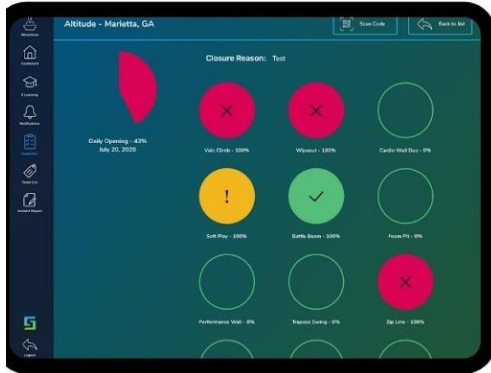 Altitude - Marietta, GA
Scan Code
Back to list
Attractions
Dashboard
E-Learning
Notifications
Inspection
Ticket List
Incident Report
Logout
Closure Reason: Test
Daily Opening - 43%
July 20, 2020
Valo Climb - 100%
Wipeout - 100%
Cardio Wall Duo - 0%
Soft Play - 100%
Battle Beam - 100%
Foam Pit - 0%
Performance Wall - 0%
Trapeze Swing - 0%
Zip Line - 100%